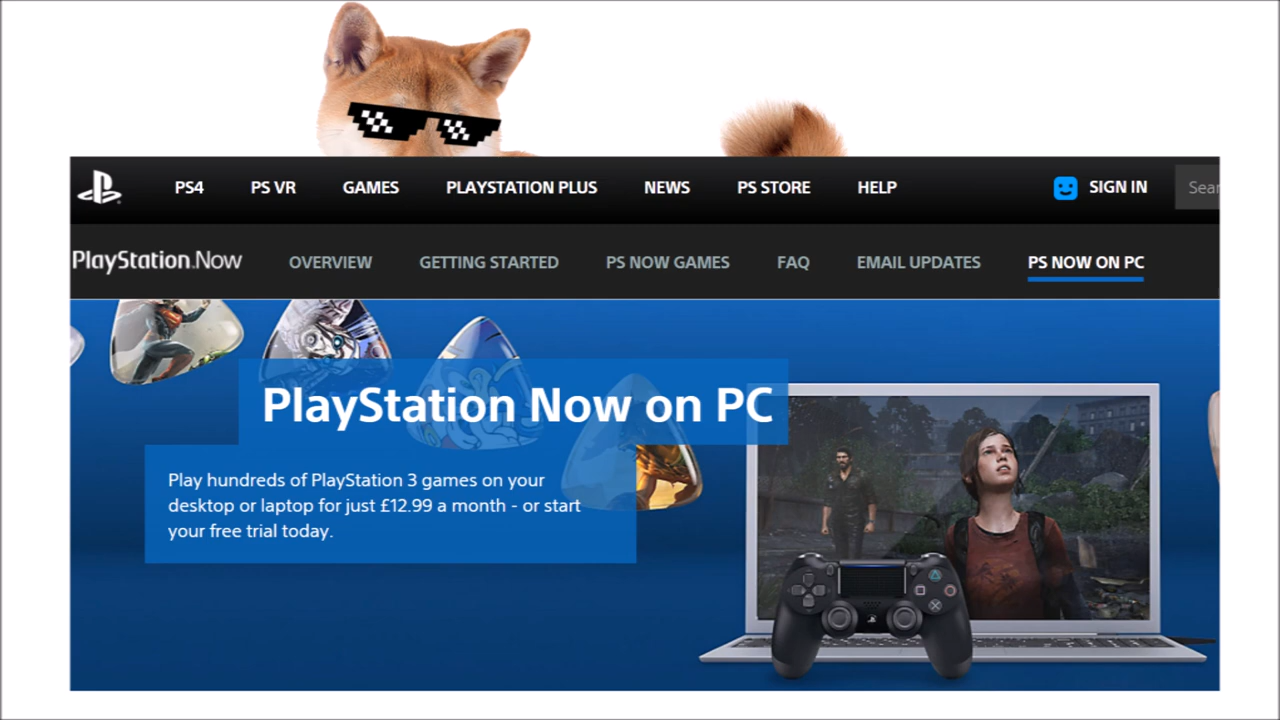 PS4 PS VR GAMES PLAYSTATION PLUS NEWS PS STORE HELP SIGN IN Sear
PlayStation.Now OVERVIEW GETTING STARTED PS NOW GAMES FAQ EMAIL UPDATES PS NOW ON PC
PlayStation Now on PC
Play hundreds of PlayStation 3 games on your
desktop or laptop for just £12.99 a month - or start
your free trial today.